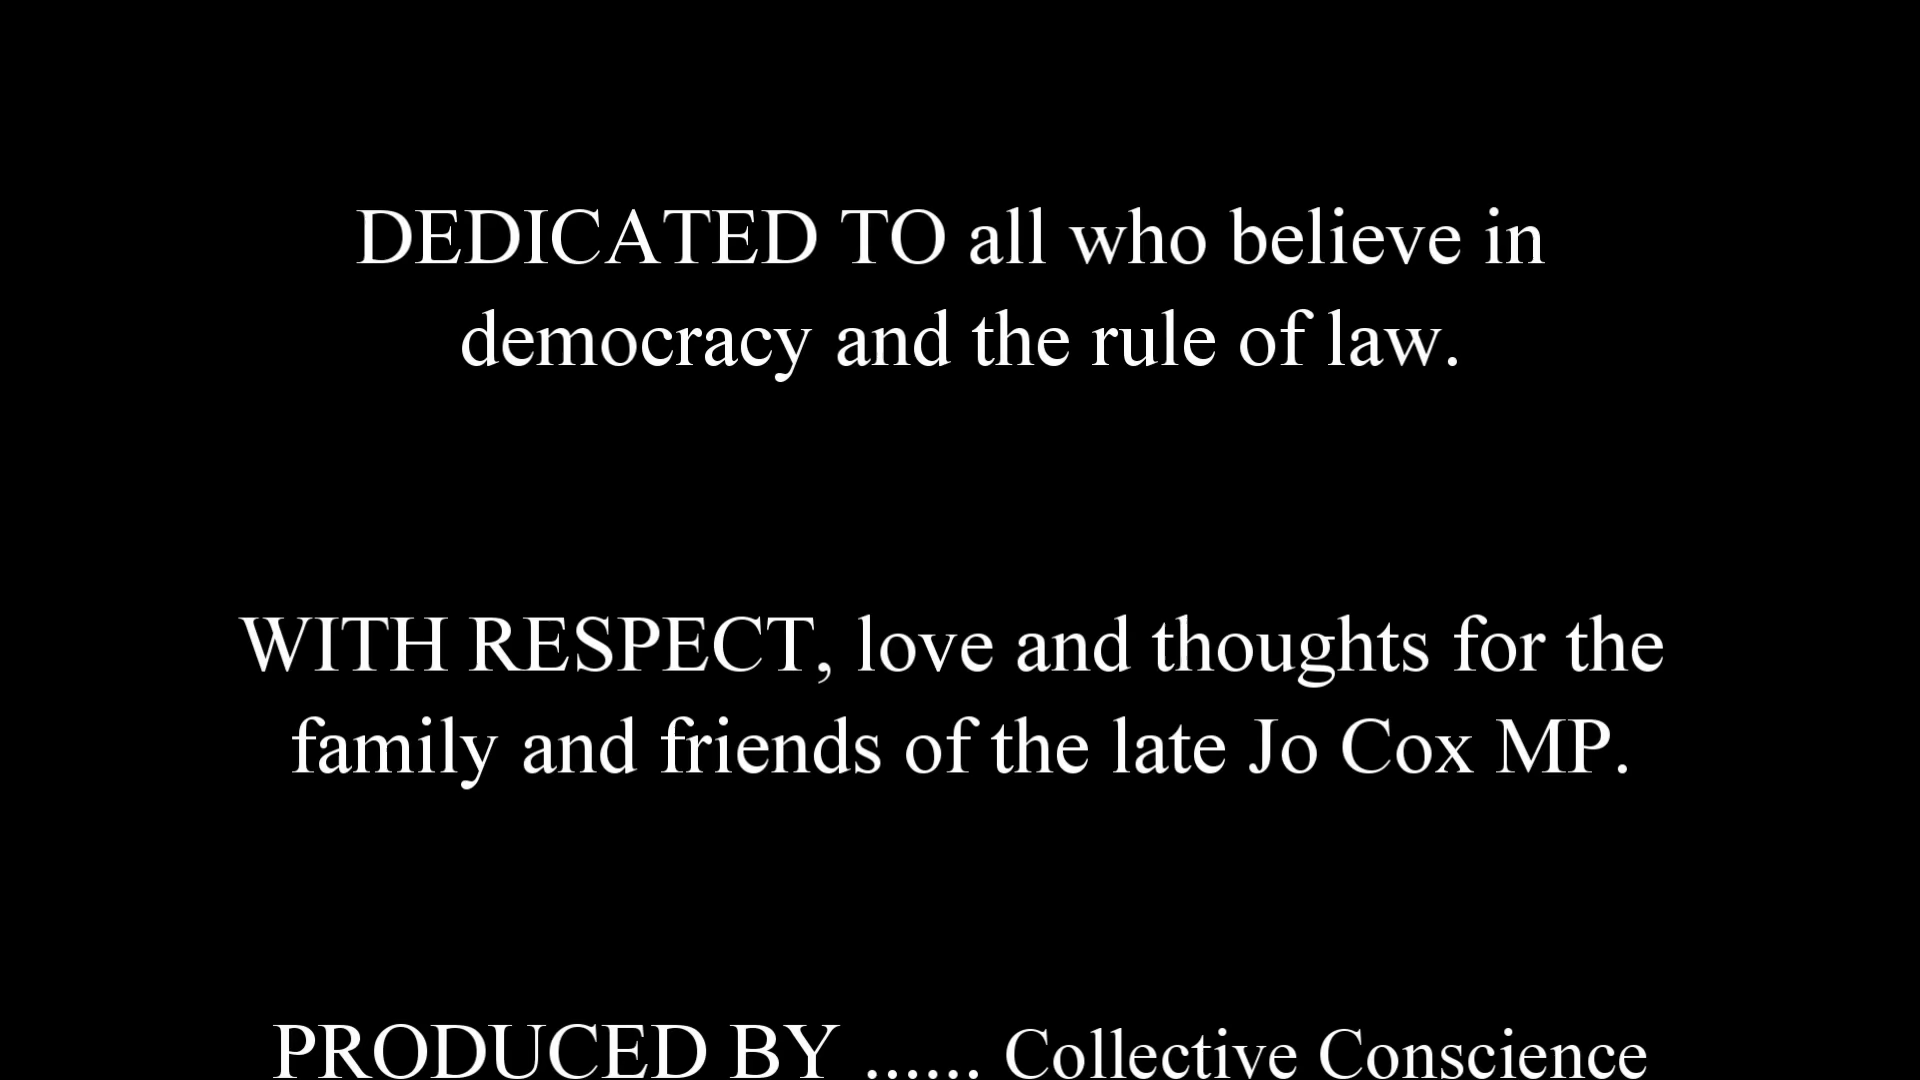 DEDICATED TO all who believe in
democracy and the rule of law.
WITH RESPECT, love and thoughts for the
family and friends of the late Jo Cox MP.
PRODUCED BY ...... Collective Conscience